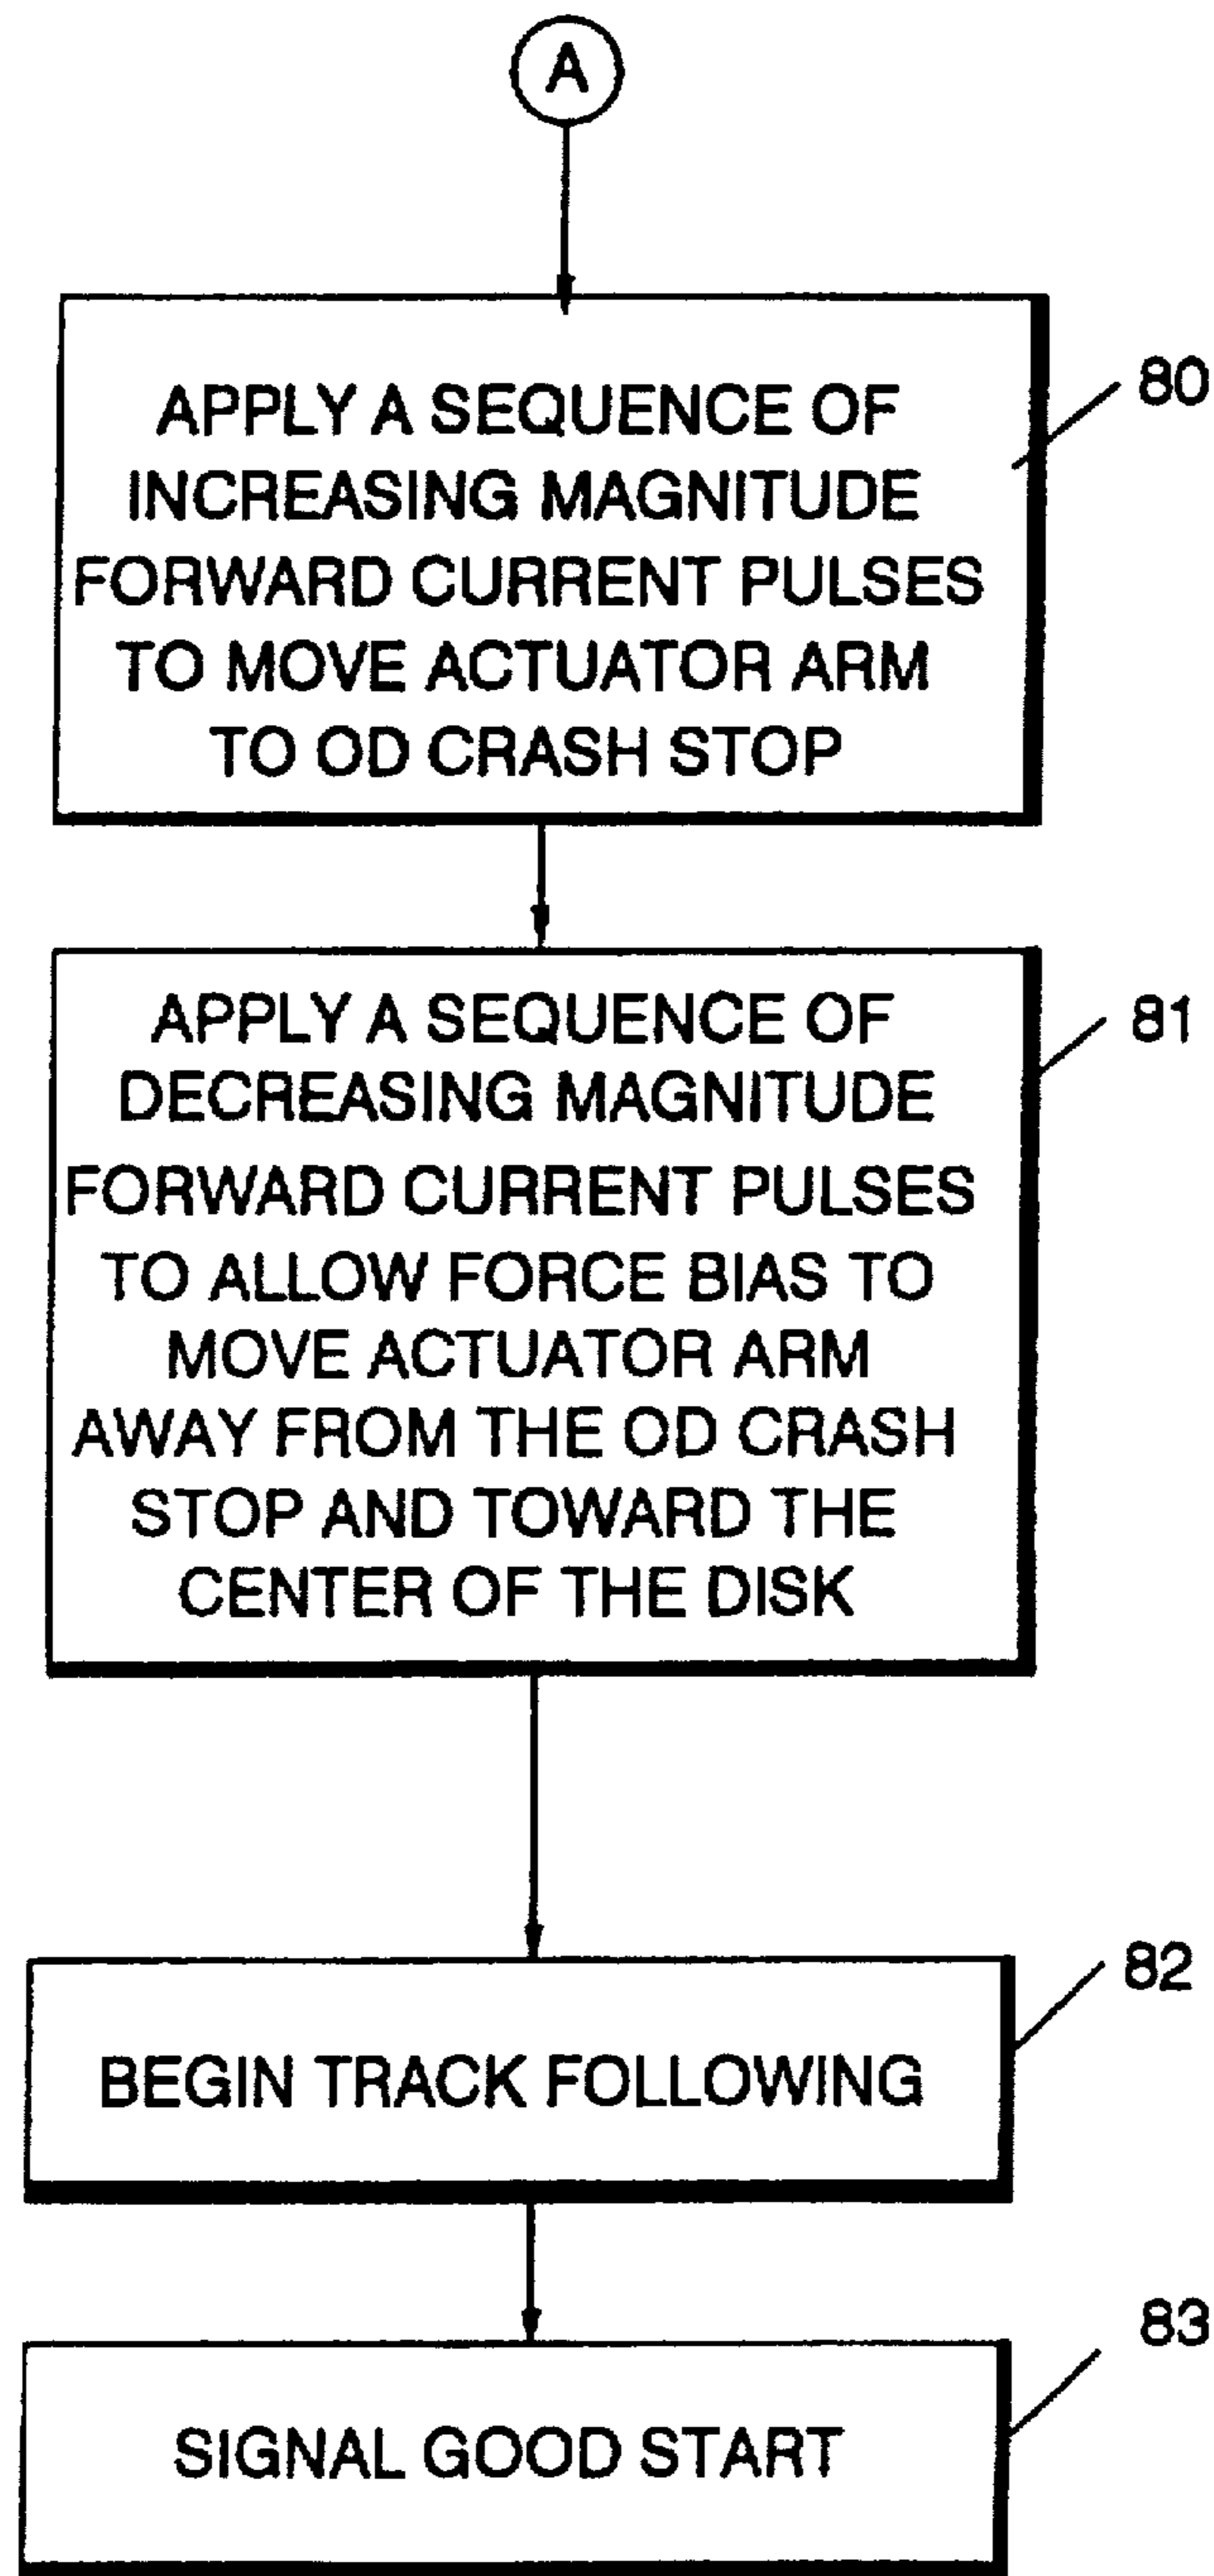 A
APPLY A SEQUENCE OF
INCREASING MAGNITUDE
FORWARD CURRENT PULSES
TO MOVE ACTUATOR ARM
TO OD CRASH STOP
80
APPLY A SEQUENCE OF
DECREASING MAGNITUDE
FORWARD CURRENT PULSES
TO ALLOW FORCE BIAS TO
MOVE ACTUATOR ARM
AWAY FROM THE OD CRASH
STOP AND TOWARD THE
CENTER OF THE DISK
81
BEGIN TRACK FOLLOWING
82
SIGNAL GOOD START
83